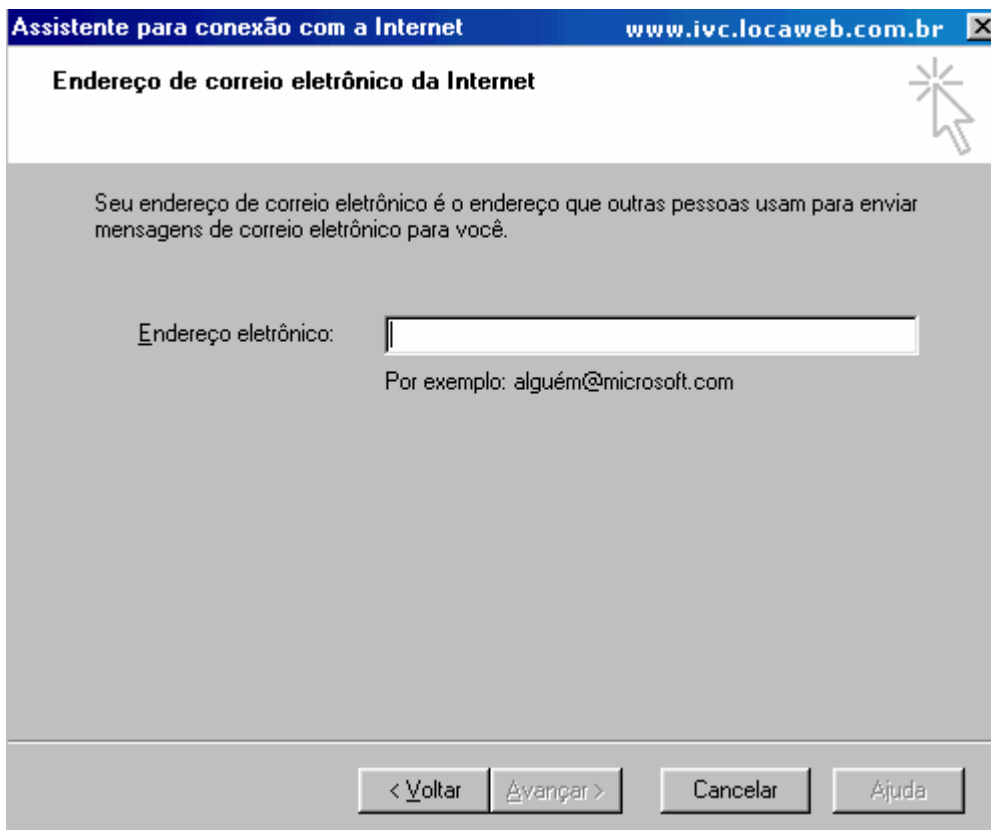 Assistente para conexão com a Internet www.ivc.locaweb.com.br
Endereço de correio eletrônico da Internet
Seu endereço de correio eletrônico é o endereço que outras pessoas usam para enviar
mensagens de correio eletrônico para você.
Endereço eletrônico:
Por exemplo: alguém@microsoft.com
< Voltar Avançar > Cancelar Ajuda